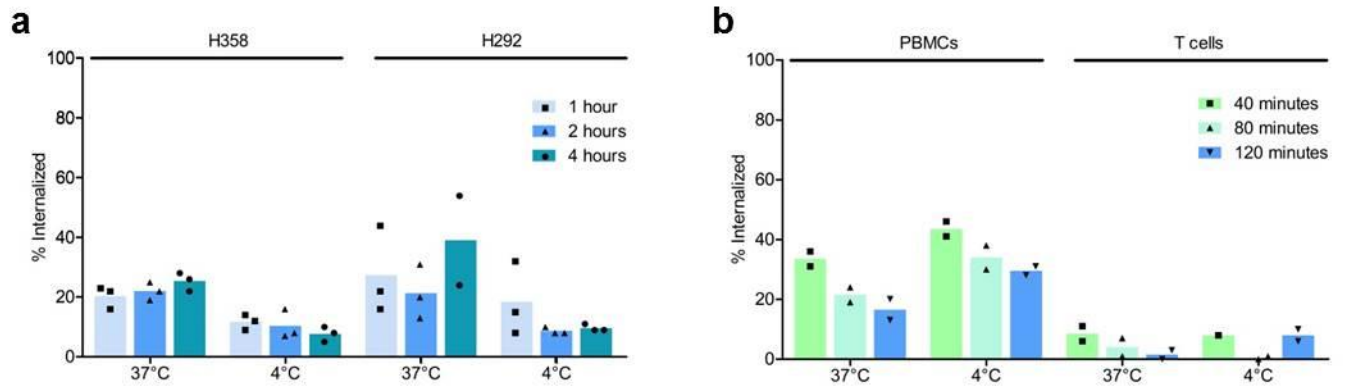 a
H358 H292
100
80
60
40
20
0
% Internalized
1 hour
2 hours
4 hours
37°C 4°C 37°C 4°C
b
PBMCs T cells
100
80
60
40
20
0
% Internalized
40 minutes
80 minutes
120 minutes
37°C 4°C 37°C 4°C